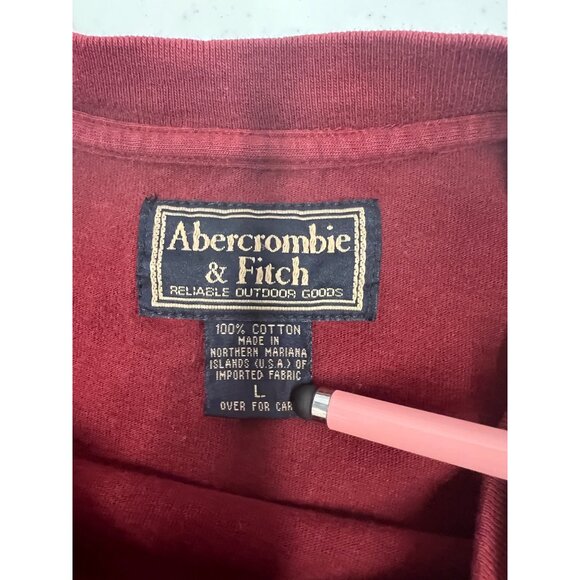 Abercrombie
& Fitch
RELIABLE OUTDOOR GOODS
100% COTTON
MADE IN
NORTHERN MARIANA
ISLANDS (U.S.A.) OF
IMPORTED FABRIC
L
OVER FOR CAR